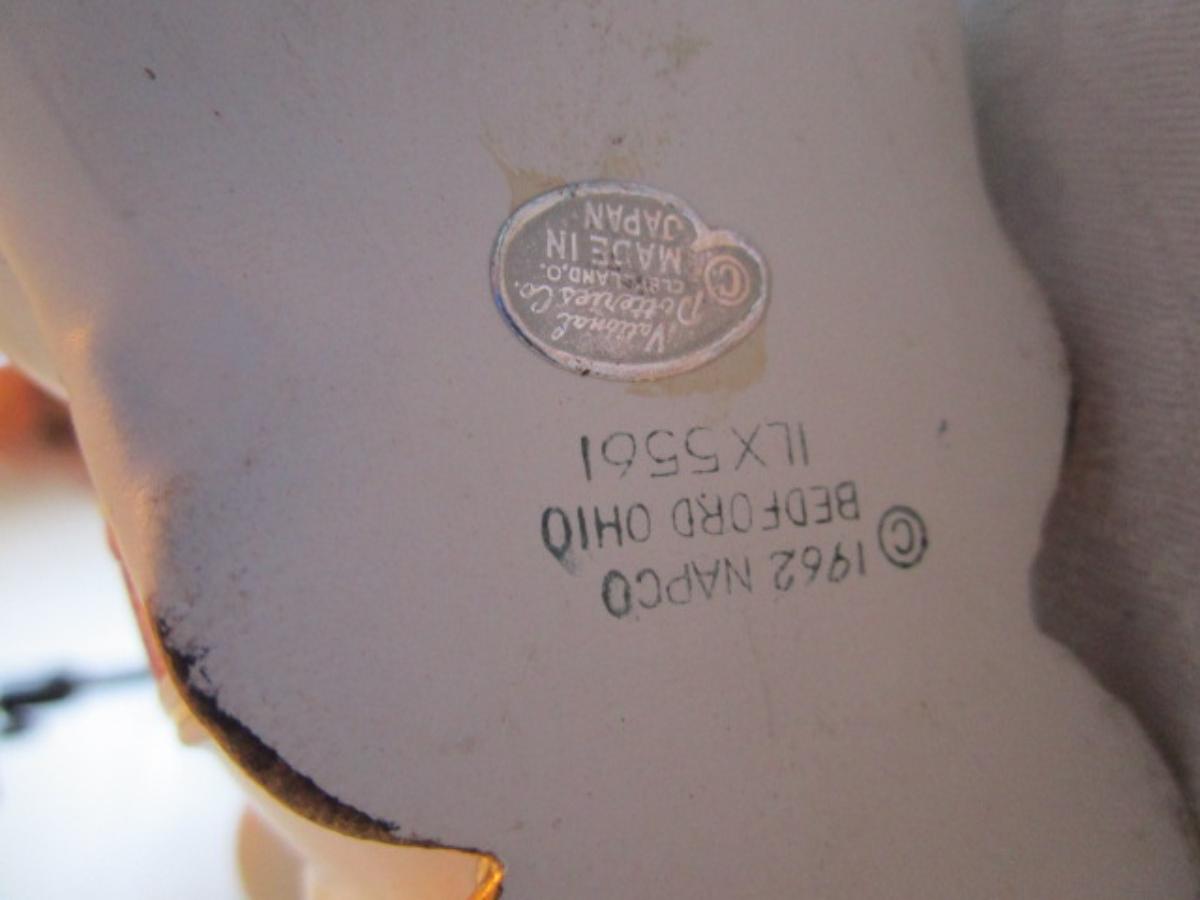 © 1962 NAPCO
BEDFORD OHIO
1LX5561
National
Potteries Co.
CLEVELAND,O.
© MADE IN
JAPAN